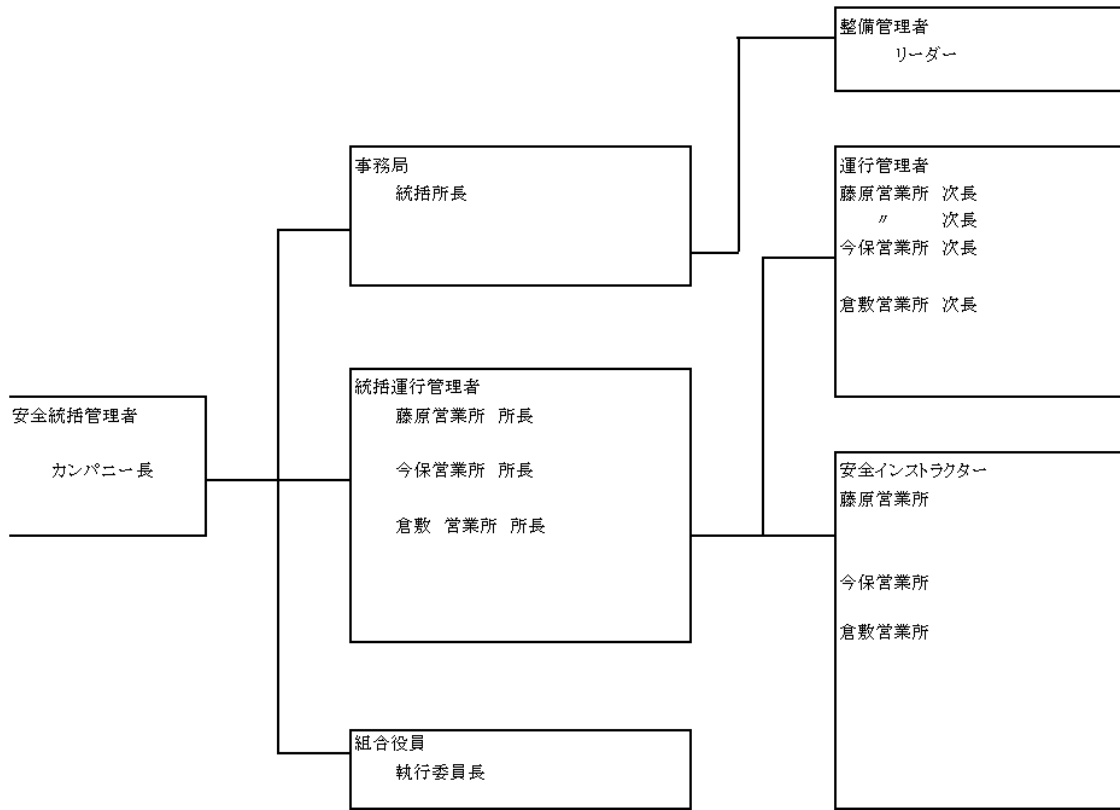 整備管理者
リーダー
事務局
統括所長
運行管理者
藤原営業所 次長
〃 次長
今保営業所 次長
倉敷営業所 次長
安全統括管理者
カンパニー長
統括運行管理者
藤原営業所 所長
今保営業所 所長
倉敷 営業所 所長
安全インストラクター
藤原営業所
今保営業所
倉敷営業所
組合役員
執行委員長